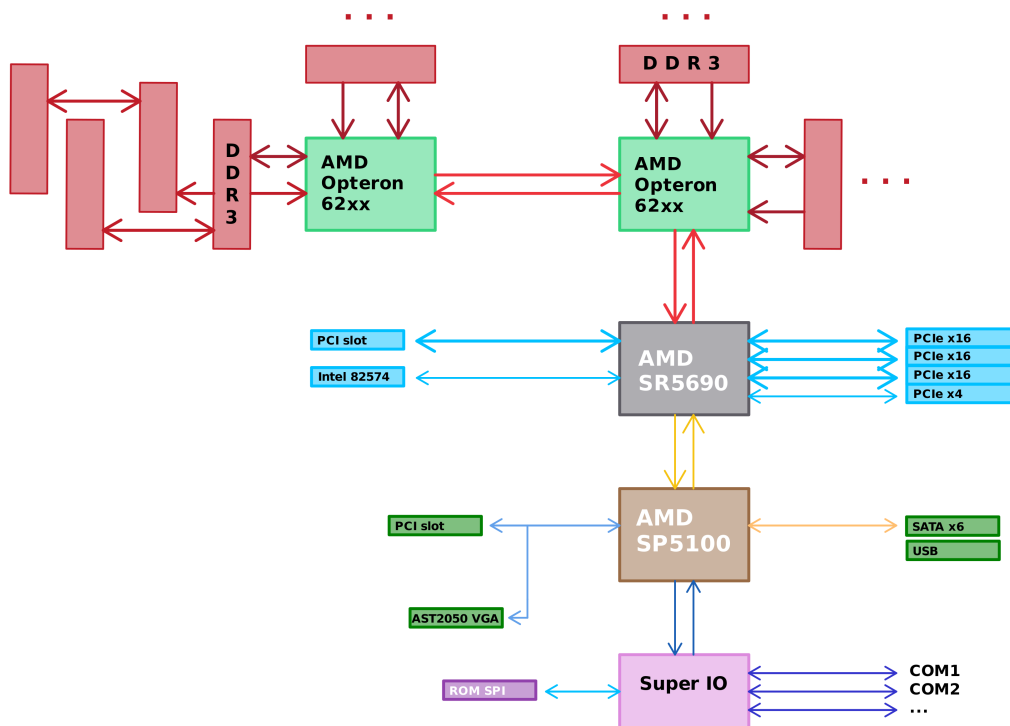 . . .
. . .
D D R 3
D
D
R
3
AMD
Opteron
62xx
AMD
Opteron
62xx
. . .
PCI slot
Intel 82574
AMD
SR5690
PCIe x16
PCIe x16
PCIe x16
PCIe x4
PCI slot
AST2050 VGA
AMD
SP5100
SATA x6
USB
ROM SPI
Super IO
COM1
COM2
...